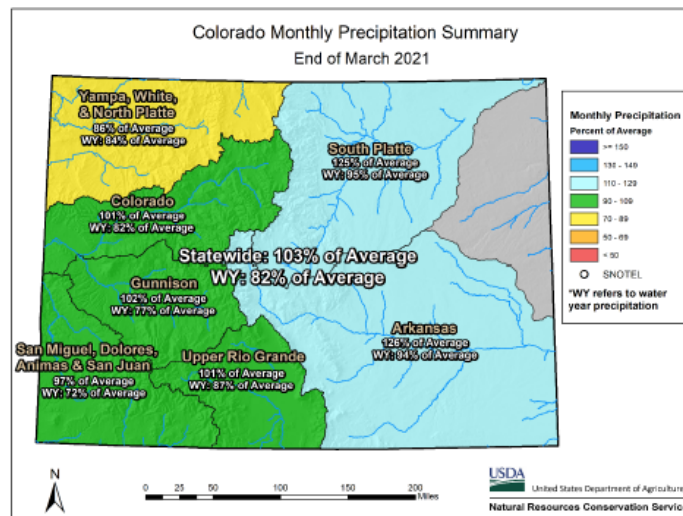 Colorado Monthly Precipitation Summary
End of March 2021
Yampa, White,
& North Platte
86% of Average
WY: 84% of Average
South Platte
125% of Average
WY: 95% of Average
Colorado
101% of Average
WY: 82% of Average
Statewide: 103% of Average
WY: 82% of Average
Gunnison
102% of Average
WY: 77% of Average
Arkansas
126% of Average
WY: 94% of Average
San Miguel, Dolores,
Animas & San Juan
97% of Average
WY: 72% of Average
Upper Rio Grande
101% of Average
WY: 87% of Average
Monthly Precipitation
Percent of Average
>= 150
130 - 149
110 - 129
90 - 109
70 - 89
50 - 69
< 50
SNOTEL
*WY refers to water
year precipitation
N
0 12.5 25 50 75 100 150 200
Miles
USDA
United States Department of Agriculture
Natural Resources Conservation Servic